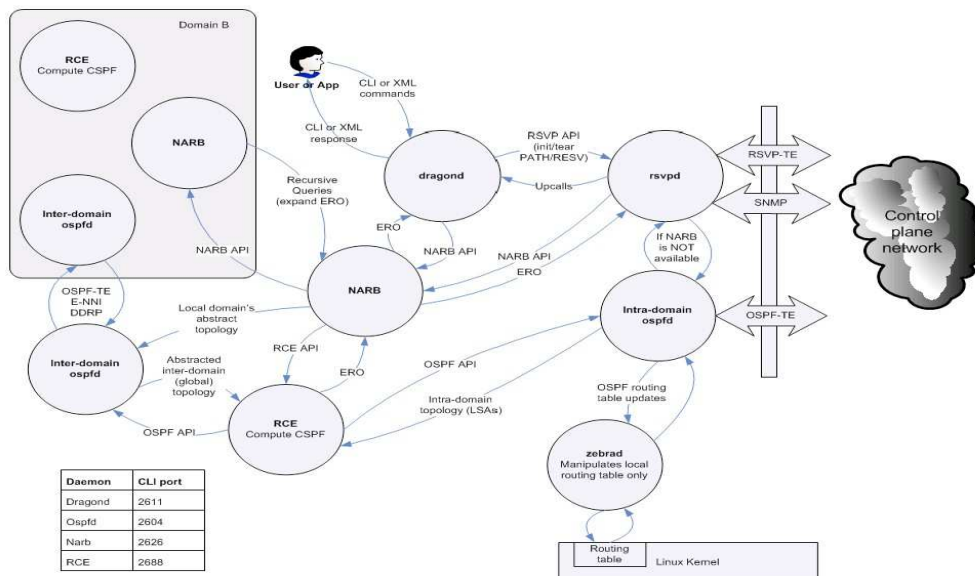 Domain B
RCE
Compute CSPF
NARB
Inter-domain
ospfd
User or App
CLI or XML
commands
CLI or XML
response
dragond
RSVP API
(init/tear
PATH/RESV)
Upcalls
rsvpd
RSVP-TE
SNMP
OSPF-TE
Control
plane
network
Recursive
Queries
(expand ERO)
ERO
NARB API
NARB API
NARB API
ERO
If NARB
is NOT
available
NARB
Intra-domain
ospfd
OSPF-TE
E-NNI
DDRP
Local domain's
abstract
topology
Inter-domain
ospfd
Abstracted
inter-domain
(global)
topology
RCE API
ERO
OSPF API
OSPF API
RCE
Compute CSPF
Intra-domain
topology (LSAs)
OSPF routing
table updates
zebrad
Manipulates local
routing table only
Routing
table
Linux Kernel
Daemon CLI port
Dragond 2611
Ospfd 2604
Narb 2626
RCE 2688